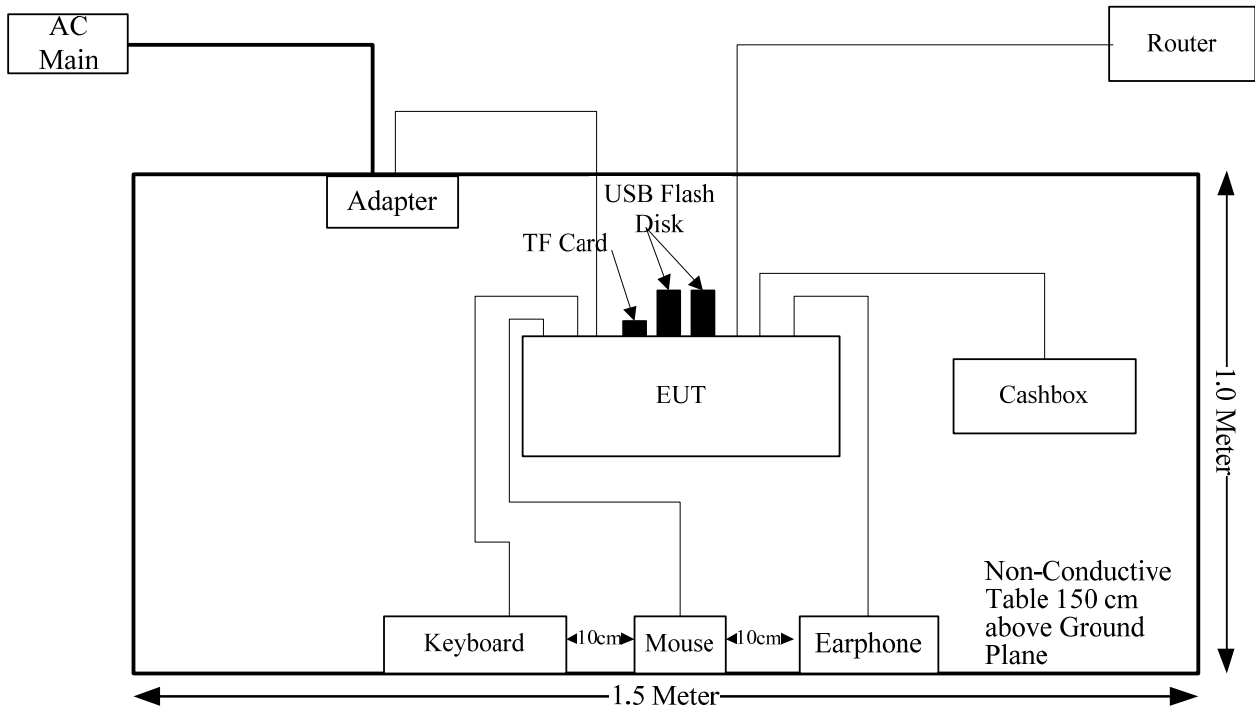 AC
Main
Router
Adapter
USB Flash
Disk
TF Card
EUT
Cashbox
1.0 Meter
Non-Conductive
Table 150 cm
above Ground
Plane
Keyboard
10cm
Mouse
10cm
Earphone
1.5 Meter